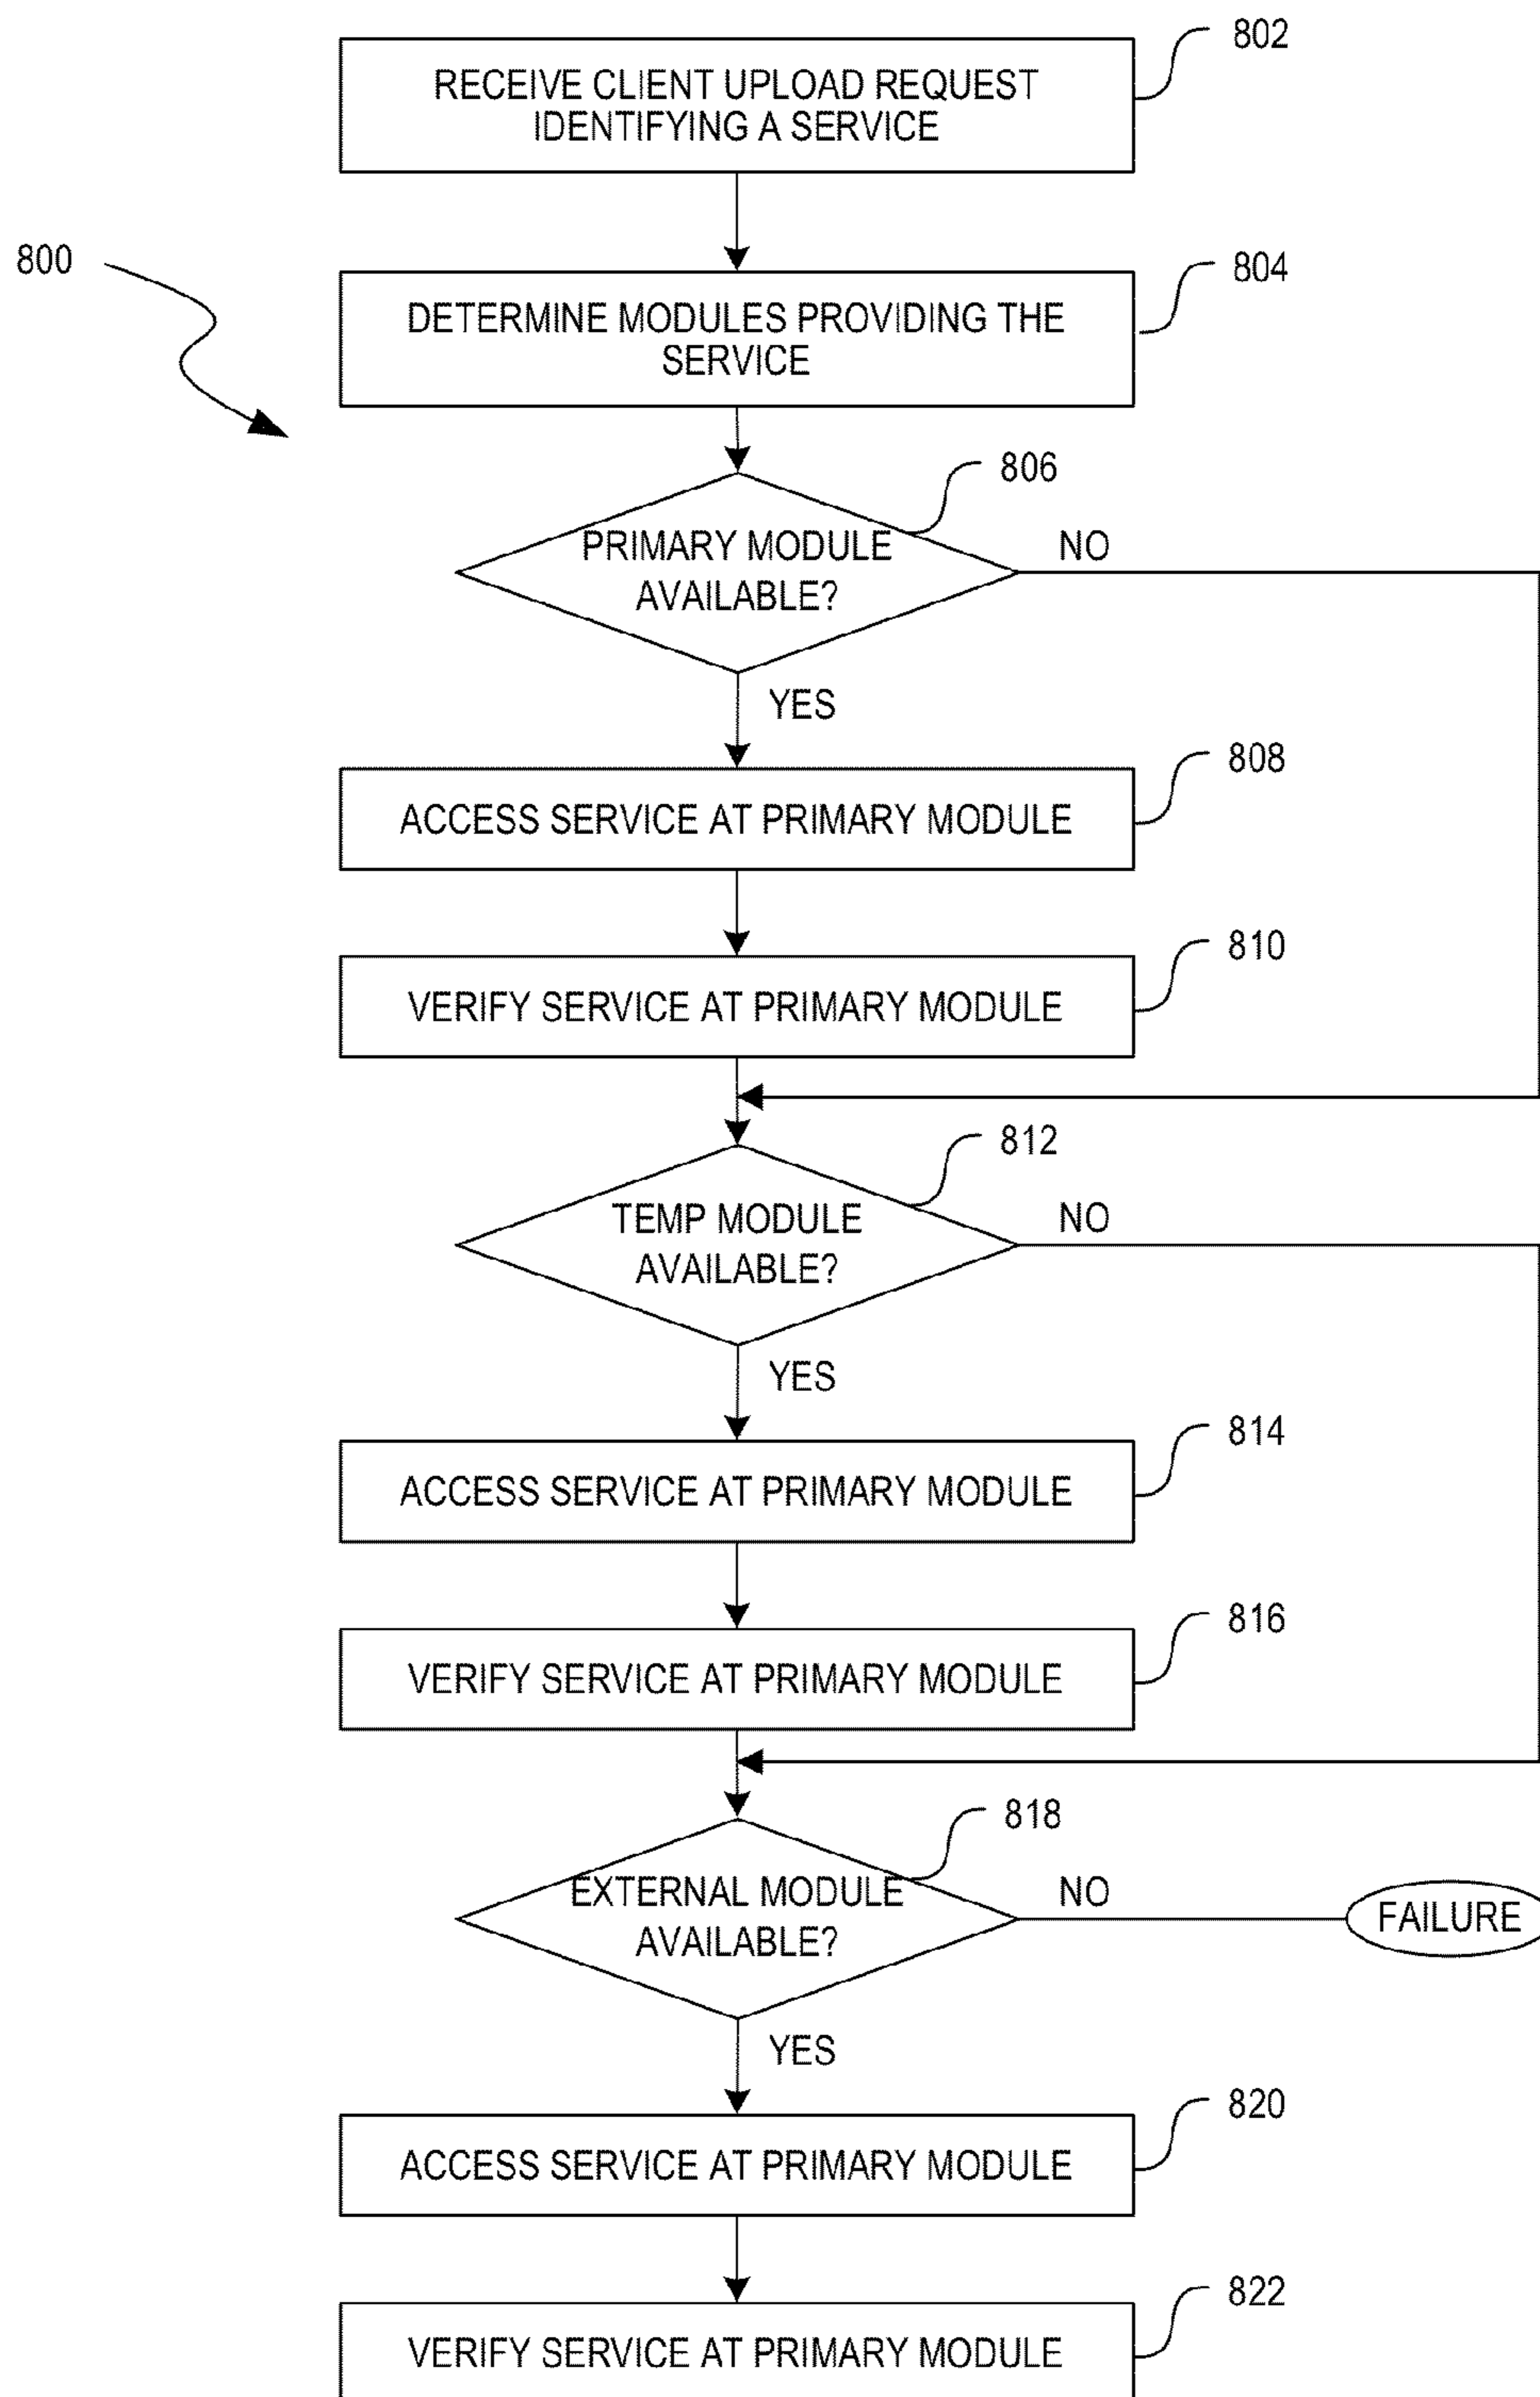 802
RECEIVE CLIENT UPLOAD REQUEST
IDENTIFYING A SERVICE
800
804
DETERMINE MODULES PROVIDING THE
SERVICE
806
PRIMARY MODULE
AVAILABLE?
NO
YES
808
ACCESS SERVICE AT PRIMARY MODULE
810
VERIFY SERVICE AT PRIMARY MODULE
812
TEMP MODULE
AVAILABLE?
NO
YES
814
ACCESS SERVICE AT PRIMARY MODULE
816
VERIFY SERVICE AT PRIMARY MODULE
818
EXTERNAL MODULE
AVAILABLE?
NO
FAILURE
YES
820
ACCESS SERVICE AT PRIMARY MODULE
822
VERIFY SERVICE AT PRIMARY MODULE